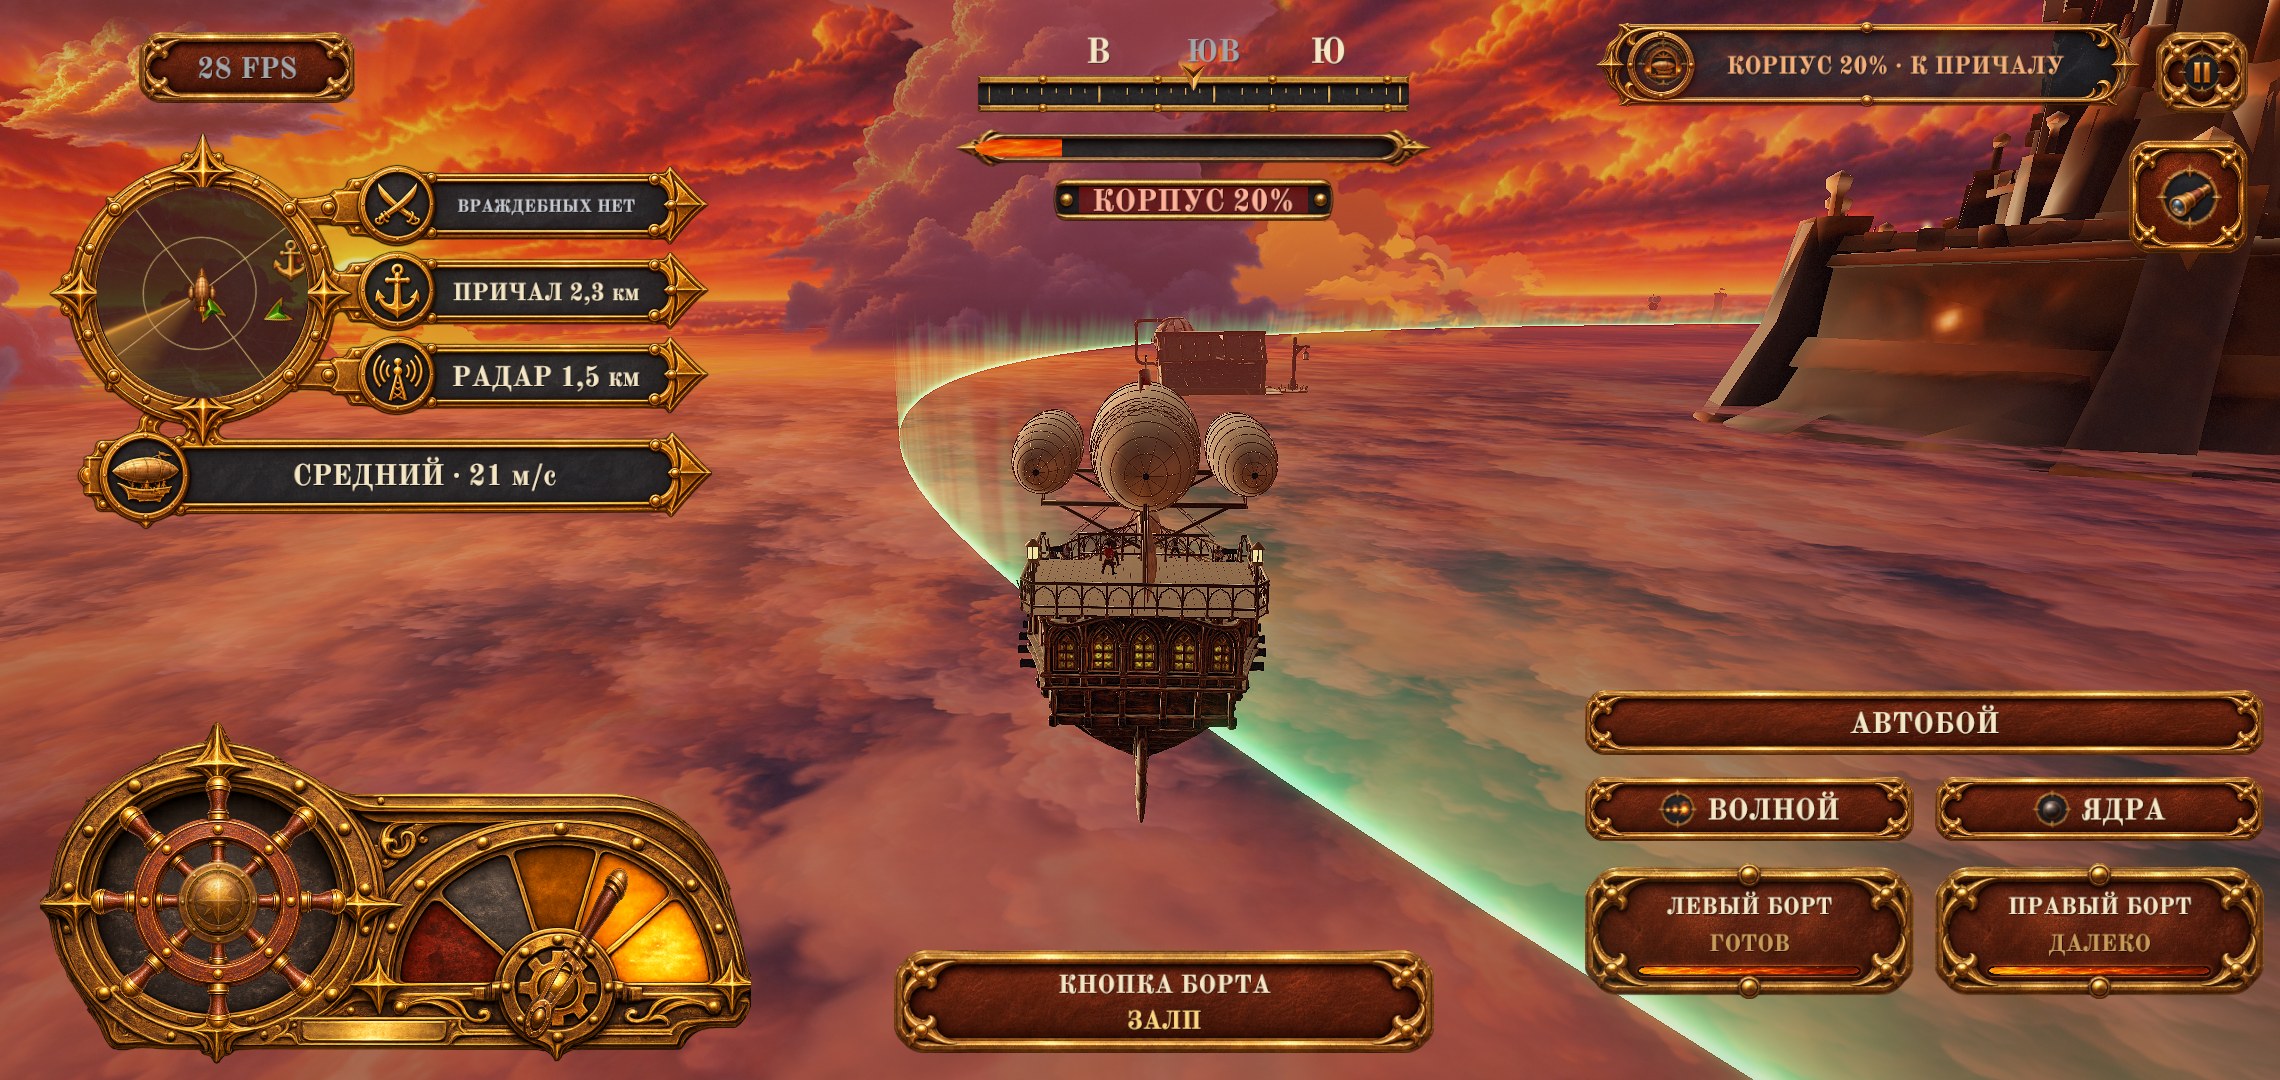 28 FPS
В ЮВ Ю
КОРПУС 20% · К ПРИЧАЛУ
КОРПУС 20%
ВРАЖДЕБНЫХ НЕТ
ПРИЧАЛ 2,3 км
РАДАР 1,5 км
СРЕДНИЙ · 21 м/с
АВТОБОЙ
ВОЛНОЙ
ЯДРА
ЛЕВЫЙ БОРТ
ГОТОВ
ПРАВЫЙ БОРТ
ДАЛЕКО
КНОПКА БОРТА
ЗАЛП